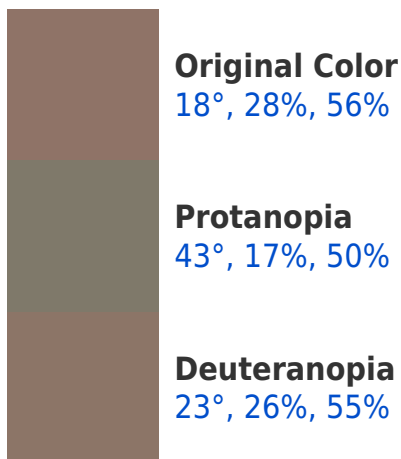 Original Color
18°, 28%, 56%
Protanopia
43°, 17%, 50%
Deuteranopia
23°, 26%, 55%